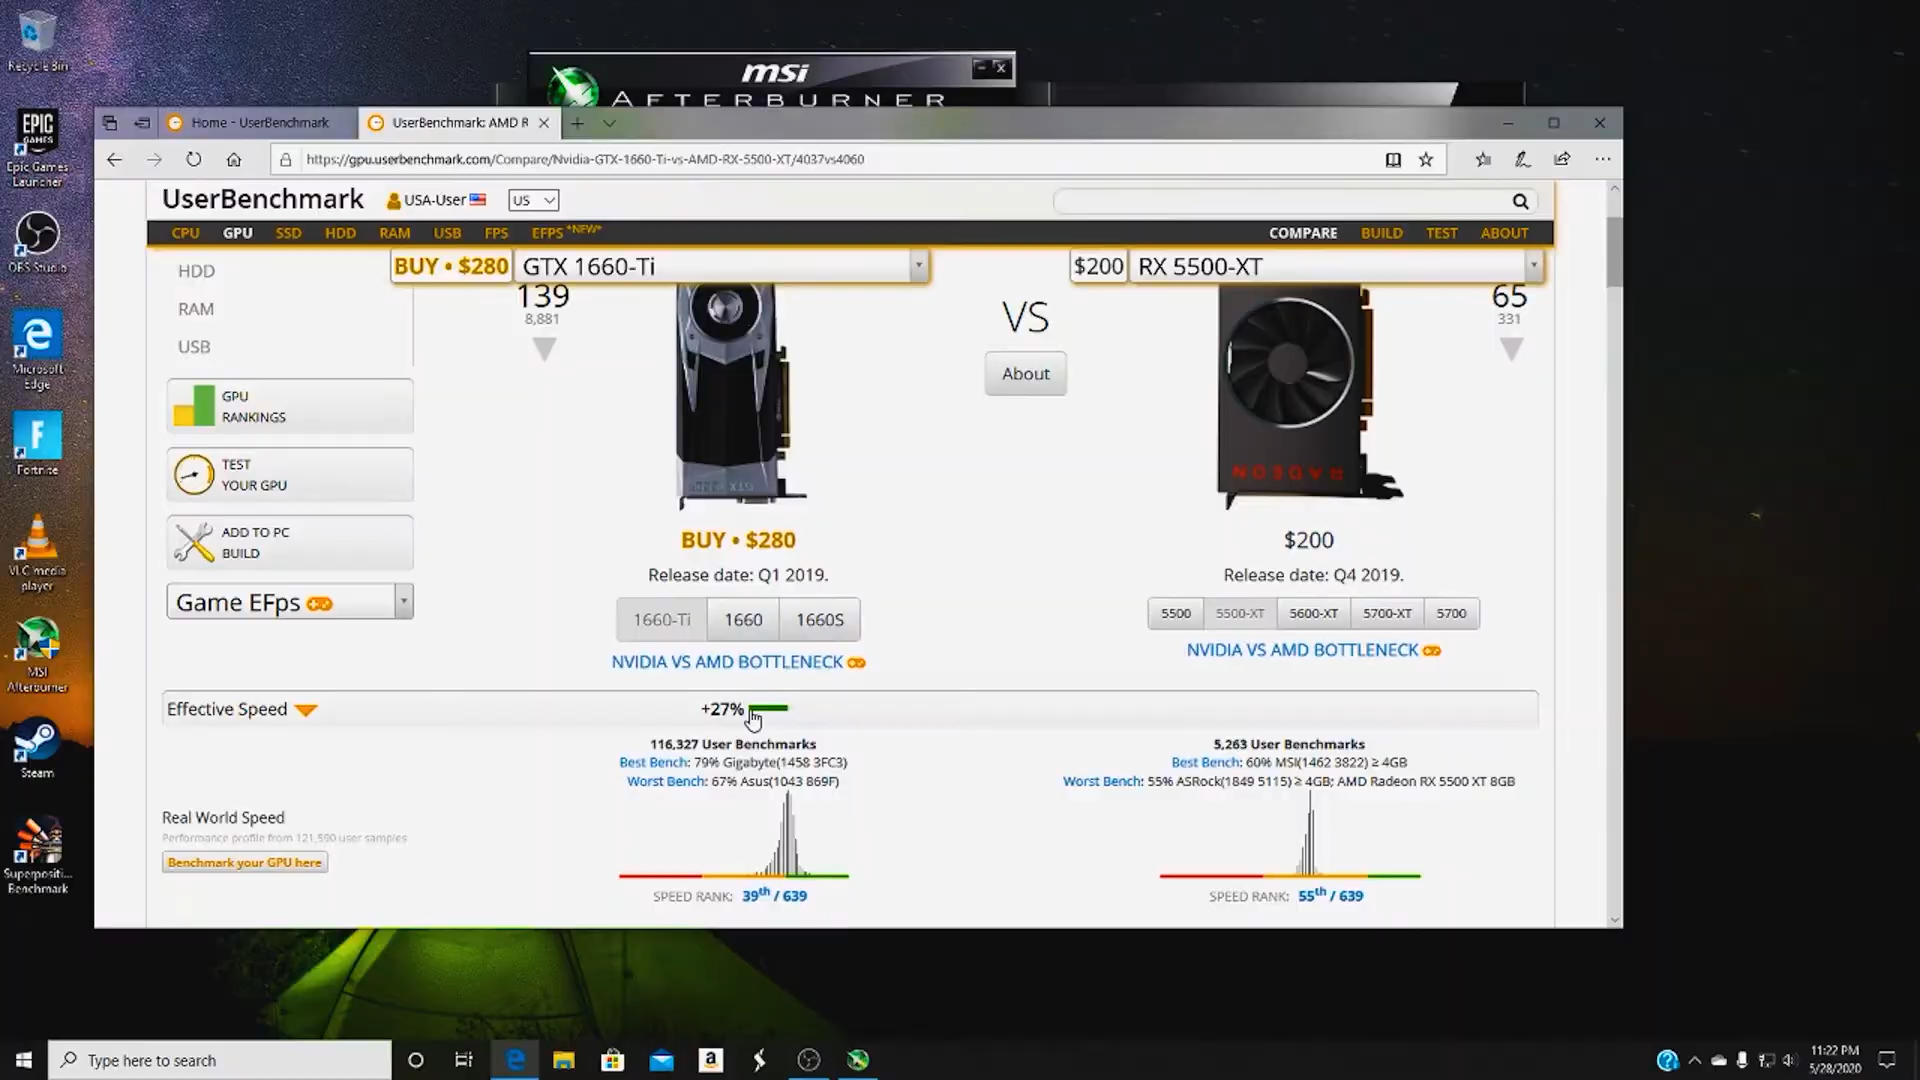 Recycle Bin
EPIC
GAMES
Epic Games
Launcher
OBS Studio
Microsoft
Edge
Fortnite
VLC media
player
MSI
Afterburner
Steam
Superpositi...
Benchmark
msi
AFTERBURNER
Home - UserBenchmark
UserBenchmark: AMD R
https://gpu.userbenchmark.com/Compare/Nvidia-GTX-1660-Ti-vs-AMD-RX-5500-XT/4037vs4060
UserBenchmark USA-User US
CPU GPU SSD HDD RAM USB FPS EFPS *NEW* COMPARE BUILD TEST ABOUT
BUY • $280 GTX 1660-Ti $200 RX 5500-XT
HDD
RAM
USB
139
8,881
VS
About
65
331
GPU
RANKINGS
TEST
YOUR GPU
ADD TO PC
BUILD
Game EFps
BUY • $280
Release date: Q1 2019.
1660-Ti 1660 1660S
NVIDIA VS AMD BOTTLENECK
$200
Release date: Q4 2019.
5500 5500-XT 5600-XT 5700-XT 5700
NVIDIA VS AMD BOTTLENECK
Effective Speed +27%
116,327 User Benchmarks
Best Bench: 79% Gigabyte(1458 3FC3)
Worst Bench: 67% Asus(1043 869F)
5,263 User Benchmarks
Best Bench: 60% MSI(1462 3822) ≥ 4GB
Worst Bench: 55% ASRock(1849 5115) ≥ 4GB; AMD Radeon RX 5500 XT 8GB
Real World Speed
Performance profile from 121,590 user samples
Benchmark your GPU here
SPEED RANK: 39th / 639
SPEED RANK: 55th / 639
Type here to search
11:22 PM
5/28/2020